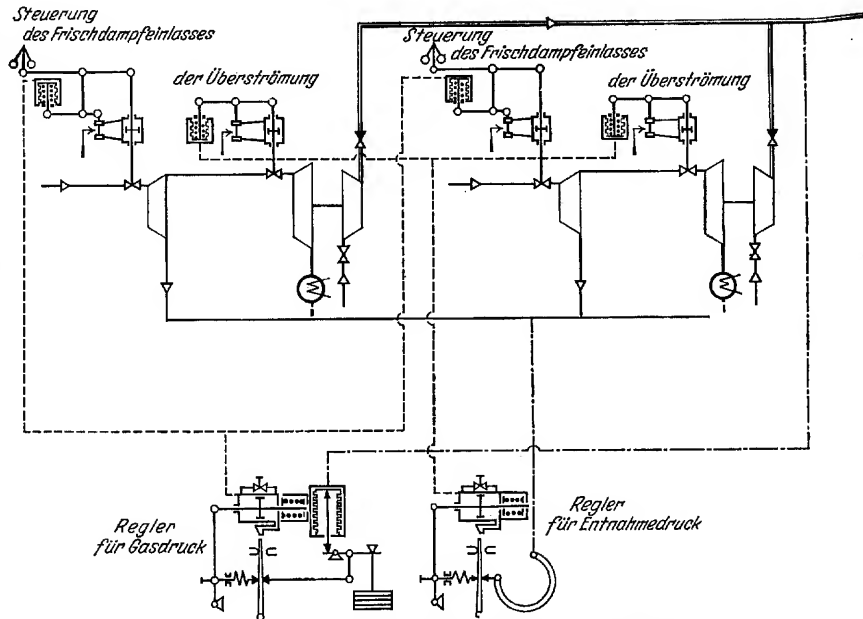 Steuerung
des Frischdampfeinlasses
der Überströmung
Steuerung
des Frischdampfeinlasses
der Überströmung
Regler
für Gasdruck
Regler
für Entnahmedruck